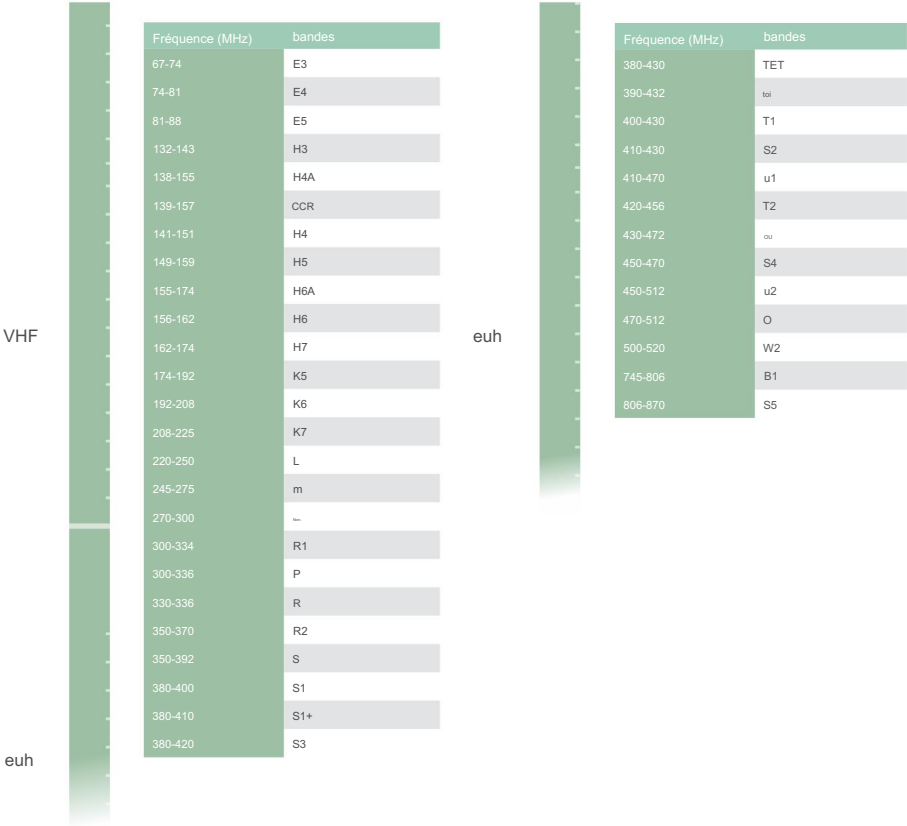 Fréquence (MHz) bandes
67-74 E3
74-81 E4
81-88 E5
132-143 H3
138-155 H4A
139-157 CCR
141-151 H4
149-159 H5
155-174 H6A
156-162 H6
162-174 H7
174-192 K5
192-208 K6
208-225 K7
220-250 L
245-275 m
270-300
300-334 R1
300-336 P
330-336 R
350-370 R2
350-392 S
380-400 S1
380-410 S1+
380-420 S3
VHF
euh
Fréquence (MHz) bandes
380-430 TET
390-432 toi
400-430 T1
410-430 S2
410-470 u1
420-456 T2
430-472 ou
450-470 S4
450-512 u2
470-512 O
500-520 W2
745-806 B1
806-870 S5
euh